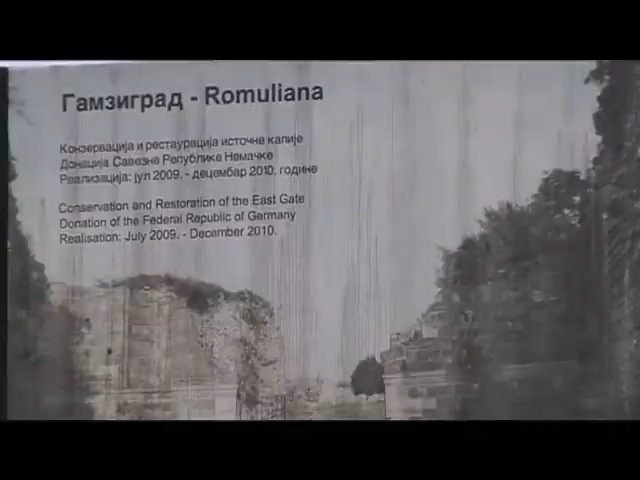 Гамзиград - Romuliana
Конзервација и рестаурација источне капије
Донација Савезне Републике Немачке
Реализација: јул 2009. - децембар 2010. године
Conservation and Restoration of the East Gate
Donation of the Federal Republic of Germany
Realisation: July 2009. - December 2010.